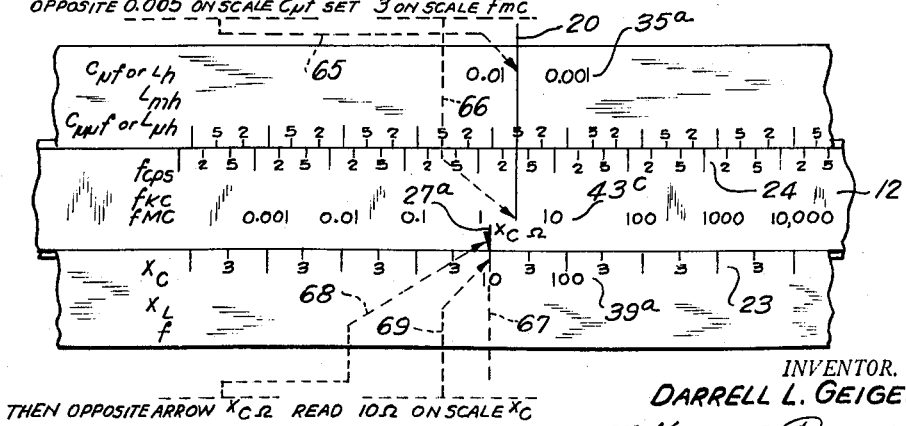 OPPOSITE 0.005 ON SCALE Cμf SET 3 ON SCALE fmc
20
35ª
65
0.01 0.001
Cμf or Lh
Lmh
66
Cμμf or Lμh
5 2 5 2 5 2 5 2 5 2 5 2 5 2 5 2 5
2 5 2 5 2 5 2 5 2 5 2 5 2 5 2 5 2 5
fcps
27ª
43ᶜ
24
12
fKC
fMC 0.001 0.01 0.1 1 10 100 1000 10,000
XC Ω
XC 3 3 3 3 3 3 3 3
10 100
XL
68
69
67
39ª
23
f
INVENTOR.
DARRELL L. GEIGE
THEN OPPOSITE ARROW XCΩ READ 10Ω ON SCALE XC